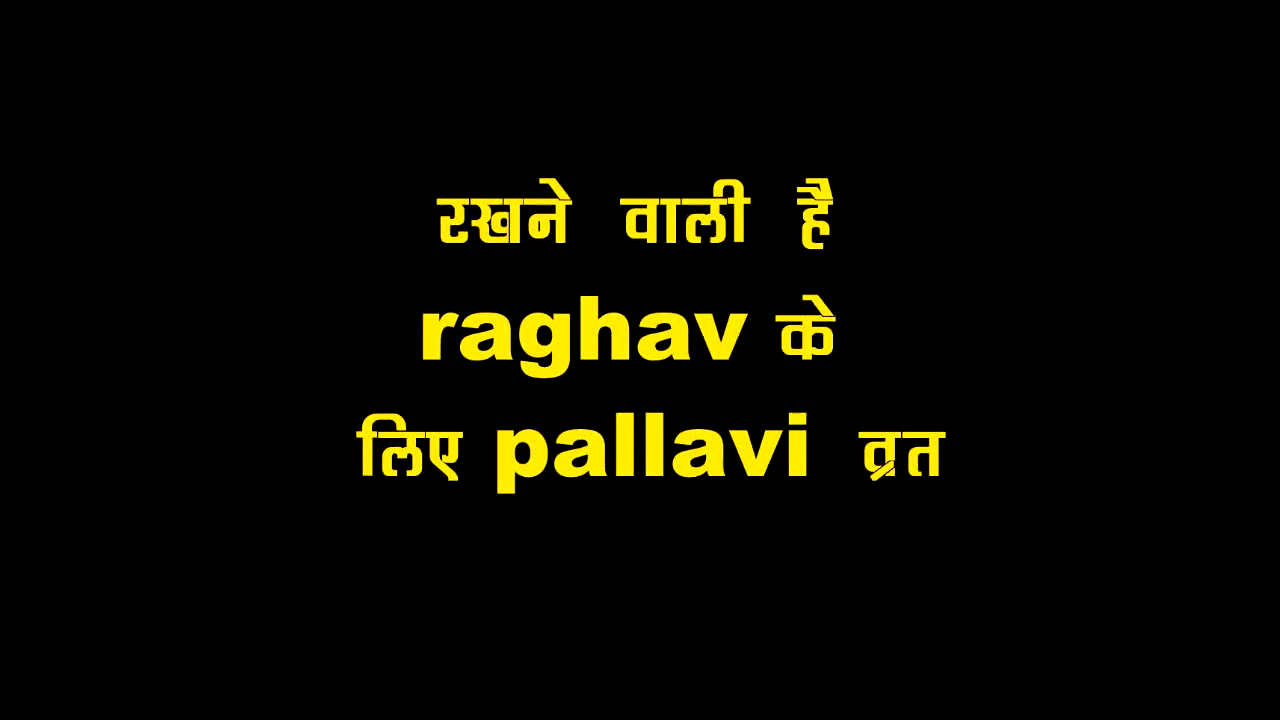 रखने वाली है
raghav के
लिए pallavi व्रत